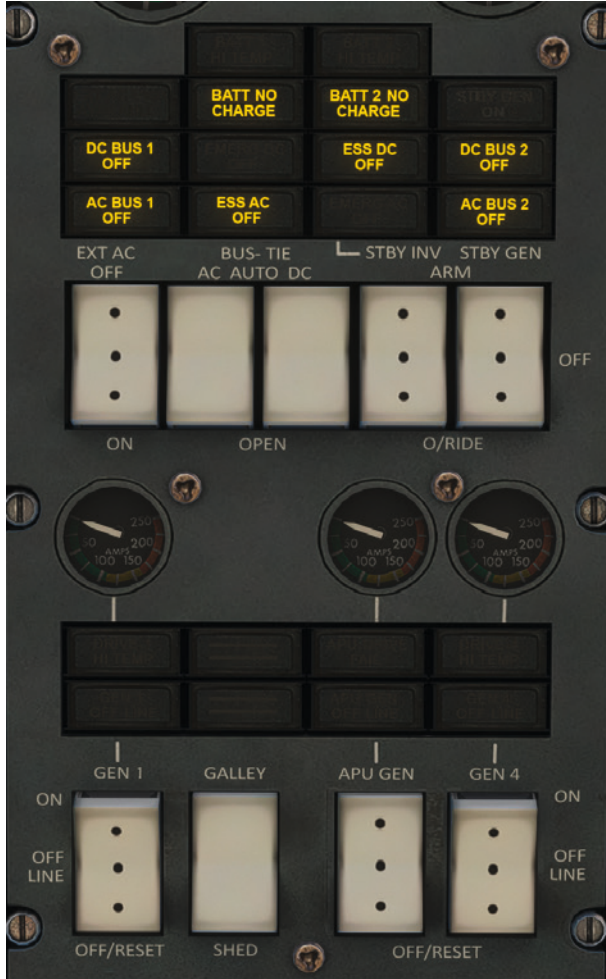 BATT NO
CHARGE
BATT 2 NO
CHARGE
STBY GEN
ON
DC BUS 1
OFF
ESS DC
OFF
DC BUS 2
OFF
AC BUS 1
OFF
ESS AC
OFF
AC BUS 2
OFF
EXT AC
OFF
BUS- TIE
AC AUTO DC
STBY INV
STBY GEN
ARM
OFF
ON
OPEN
O/RIDE
50 100 150 200 250
AMPS
50 100 150 200 250
AMPS
50 100 150 200 250
AMPS
GEN 1
GALLEY
APU GEN
GEN 4
ON
ON
OFF
LINE
OFF
LINE
OFF/RESET
SHED
OFF/RESET